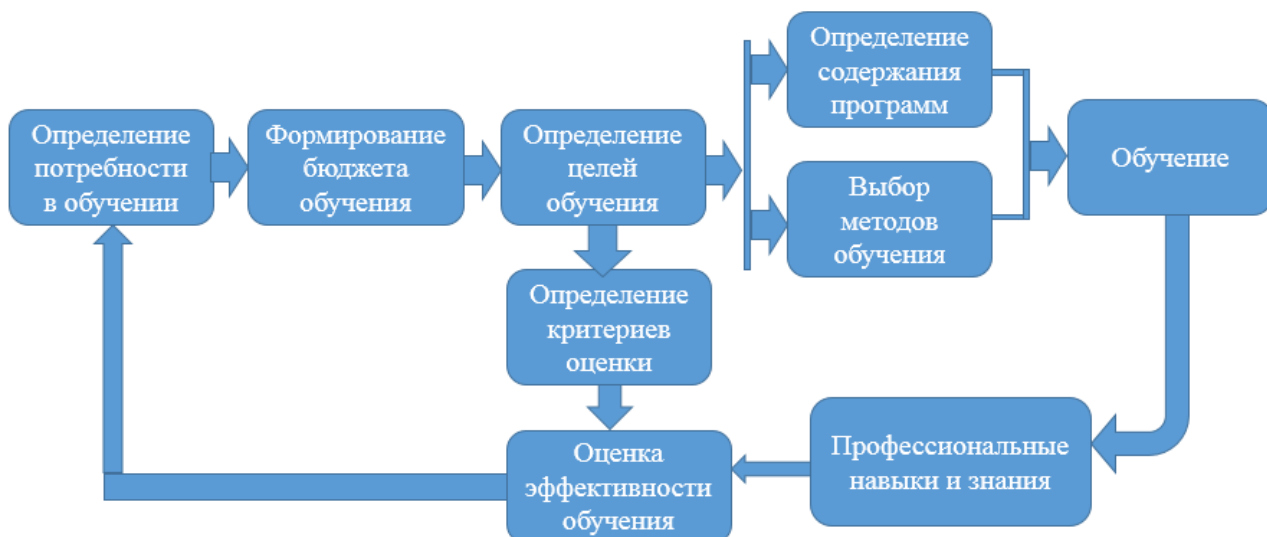 Определение
потребности
в обучении
Формирование
бюджета
обучения
Определение
целей
обучения
Определение
содержания
программ
Выбор
методов
обучения
Обучение
Определение
критериев
оценки
Оценка
эффективности
обучения
Профессиональные
навыки и знания